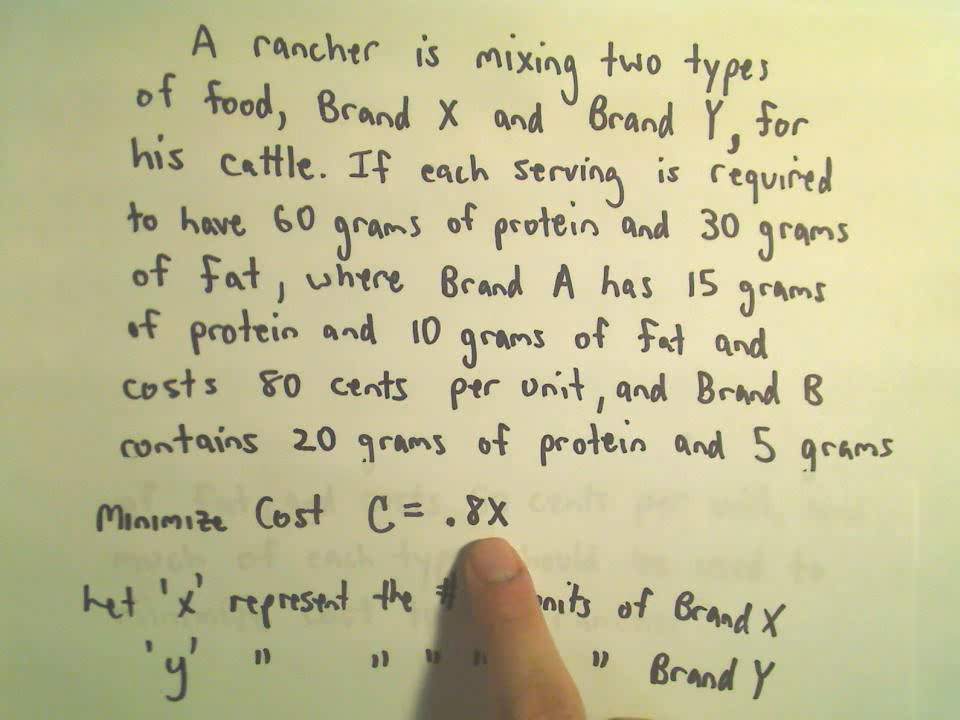 A rancher is mixing two types
of food, Brand X and Brand Y, for
his cattle. If each serving is required
to have 60 grams of protein and 30 grams
of fat, where Brand A has 15 grams
of protein and 10 grams of fat and
costs 80 cents per unit, and Brand B
contains 20 grams of protein and 5 grams
Minimize Cost C = .8x
Let 'x' represent the # of Brand X
'y' " " " " " Brand Y